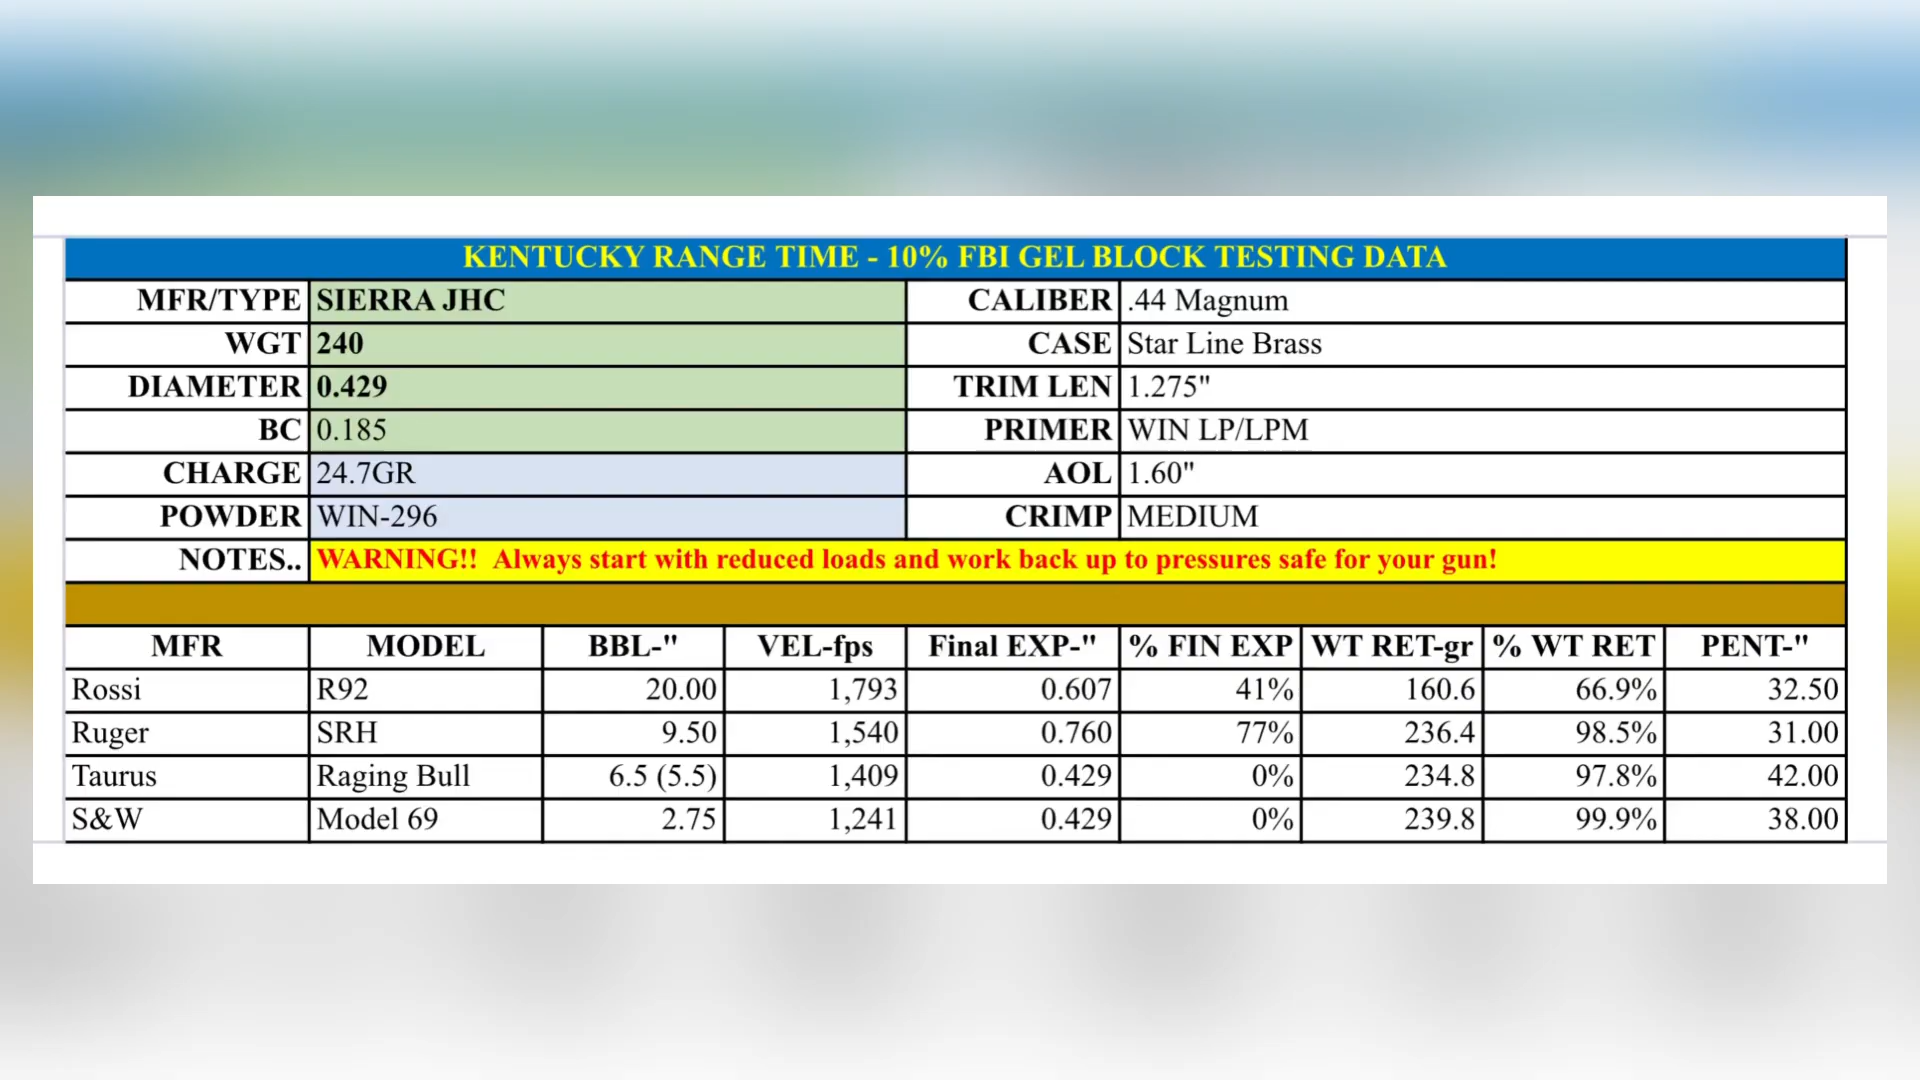 KENTUCKY RANGE TIME - 10% FBI GEL BLOCK TESTING DATA
MFR/TYPE SIERRA JHC CALIBER .44 Magnum
WGT 240 CASE Star Line Brass
DIAMETER 0.429 TRIM LEN 1.275"
BC 0.185 PRIMER WIN LP/LPM
CHARGE 24.7GR AOL 1.60"
POWDER WIN-296 CRIMP MEDIUM
NOTES.. WARNING!! Always start with reduced loads and work back up to pressures safe for your gun!
MFR MODEL BBL-" VEL-fps Final EXP-" % FIN EXP WT RET-gr % WT RET PENT-"
Rossi R92 20.00 1,793 0.607 41% 160.6 66.9% 32.50
Ruger SRH 9.50 1,540 0.760 77% 236.4 98.5% 31.00
Taurus Raging Bull 6.5 (5.5) 1,409 0.429 0% 234.8 97.8% 42.00
S&W Model 69 2.75 1,241 0.429 0% 239.8 99.9% 38.00